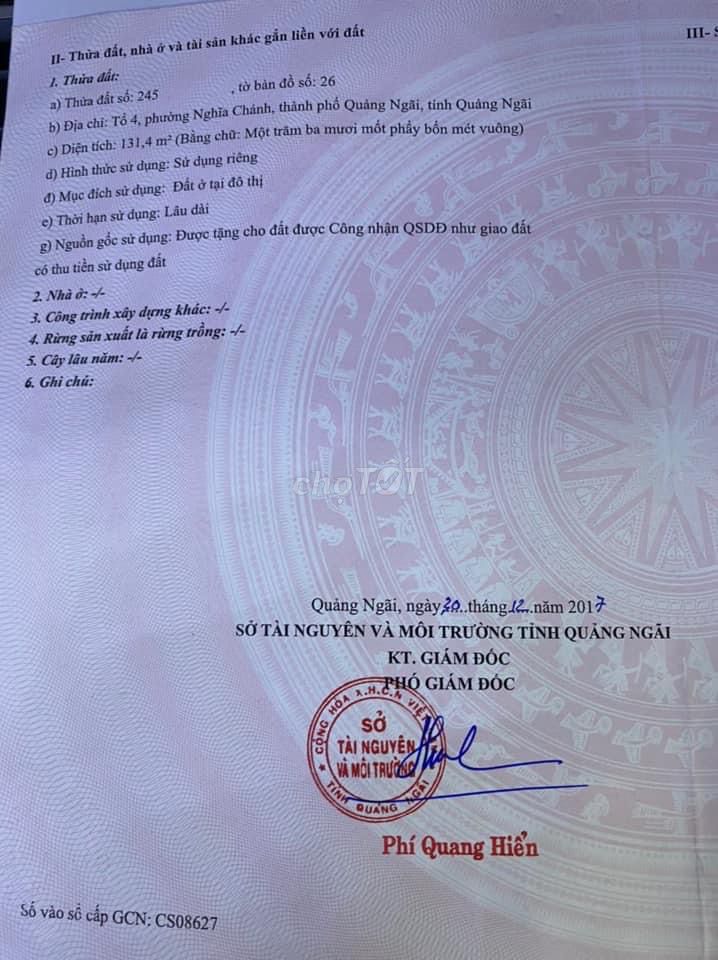 II- Thửa đất, nhà ở và tài sản khác gắn liền với đất
III- S
1. Thửa đất:
a) Thửa đất số: 245 , tờ bản đồ số: 26
b) Địa chỉ: Tổ 4, phường Nghĩa Chánh, thành phố Quảng Ngãi, tỉnh Quảng Ngãi
c) Diện tích: 131,4 m² (Bằng chữ: Một trăm ba mươi mốt phẩy bốn mét vuông)
d) Hình thức sử dụng: Sử dụng riêng
đ) Mục đích sử dụng: Đất ở tại đô thị
e) Thời hạn sử dụng: Lâu dài
g) Nguồn gốc sử dụng: Được tặng cho đất được Công nhận QSDĐ như giao đất
có thu tiền sử dụng đất
2. Nhà ở: -/-
3. Công trình xây dựng khác: -/-
4. Rừng sản xuất là rừng trồng: -/-
5. Cây lâu năm: -/-
6. Ghi chú:
chợTỐT
Quảng Ngãi, ngày 20 tháng 12 năm 2017
SỞ TÀI NGUYÊN VÀ MÔI TRƯỜNG TỈNH QUẢNG NGÃI
KT. GIÁM ĐỐC
PHÓ GIÁM ĐỐC
CỘNG HÒA X.H.C.N VIỆT
SỞ
TÀI NGUYÊN
VÀ MÔI TRƯỜNG
TỈNH QUẢNG NGÃI
Phí Quang Hiển
Số vào sổ cấp GCN: CS08627